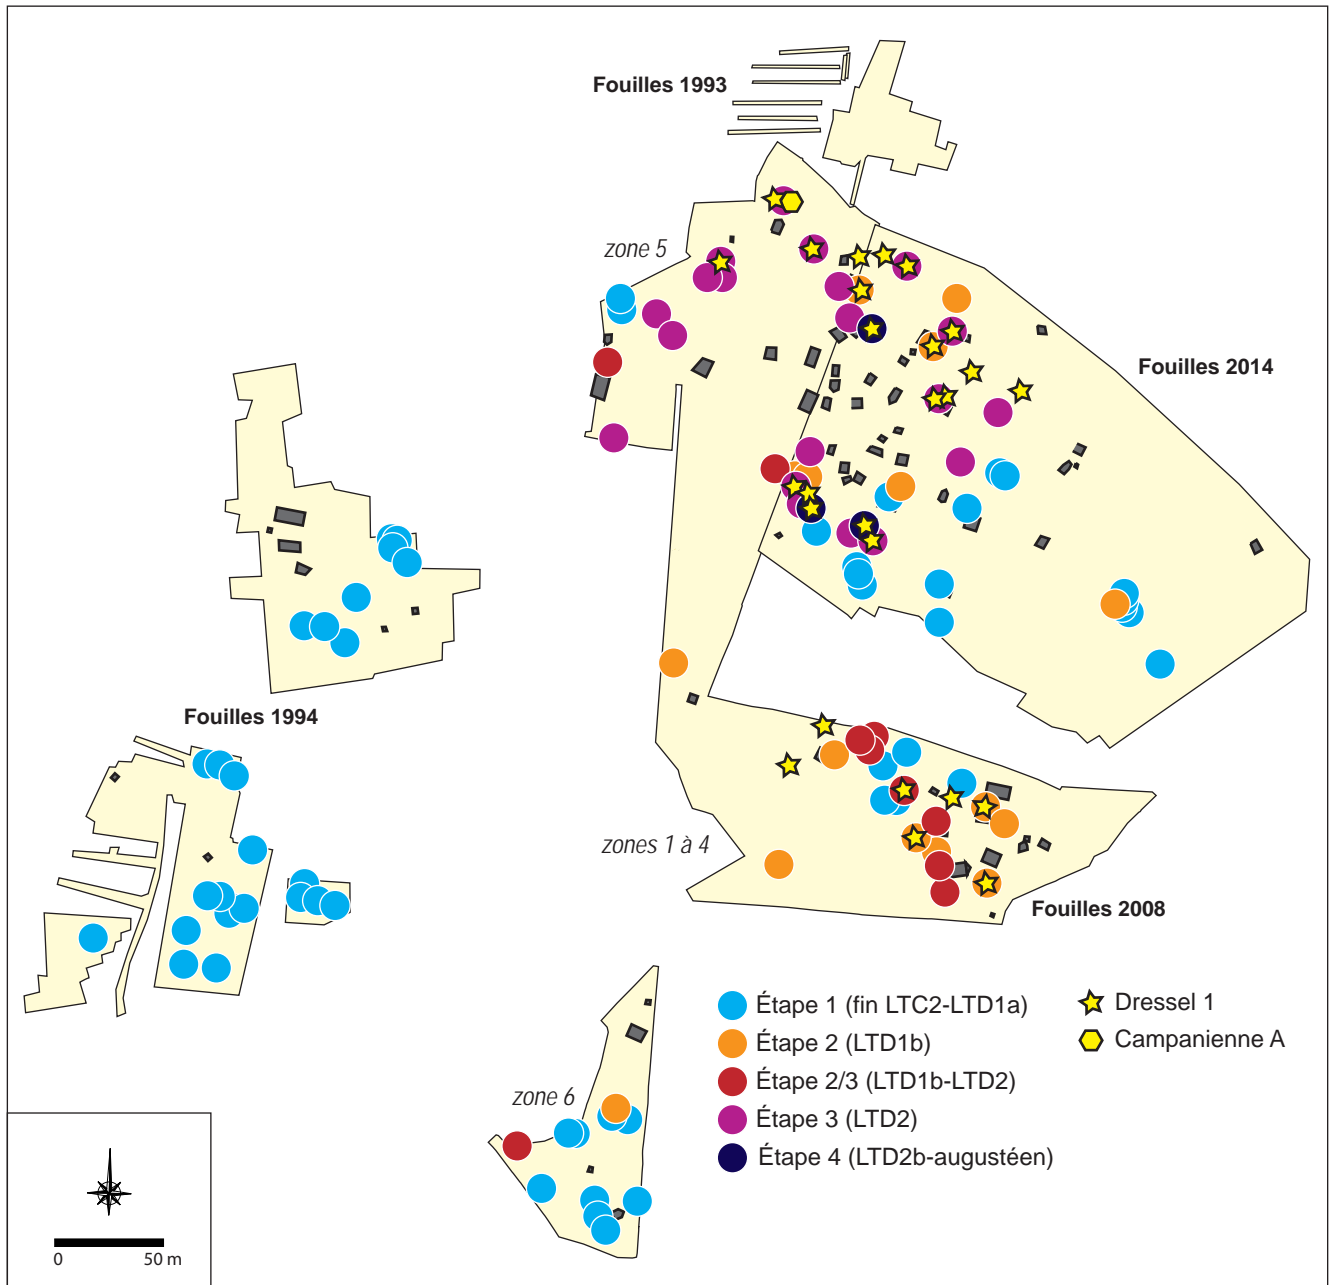 Fouilles 1993
zone 5
Fouilles 2014
Fouilles 1994
zones 1 à 4
Fouilles 2008
zone 6
Étape 1 (fin LTC2-LTD1a)
Étape 2 (LTD1b)
Étape 2/3 (LTD1b-LTD2)
Étape 3 (LTD2)
Étape 4 (LTD2b-augustéen)
Dressel 1
Campanienne A
0 50 m